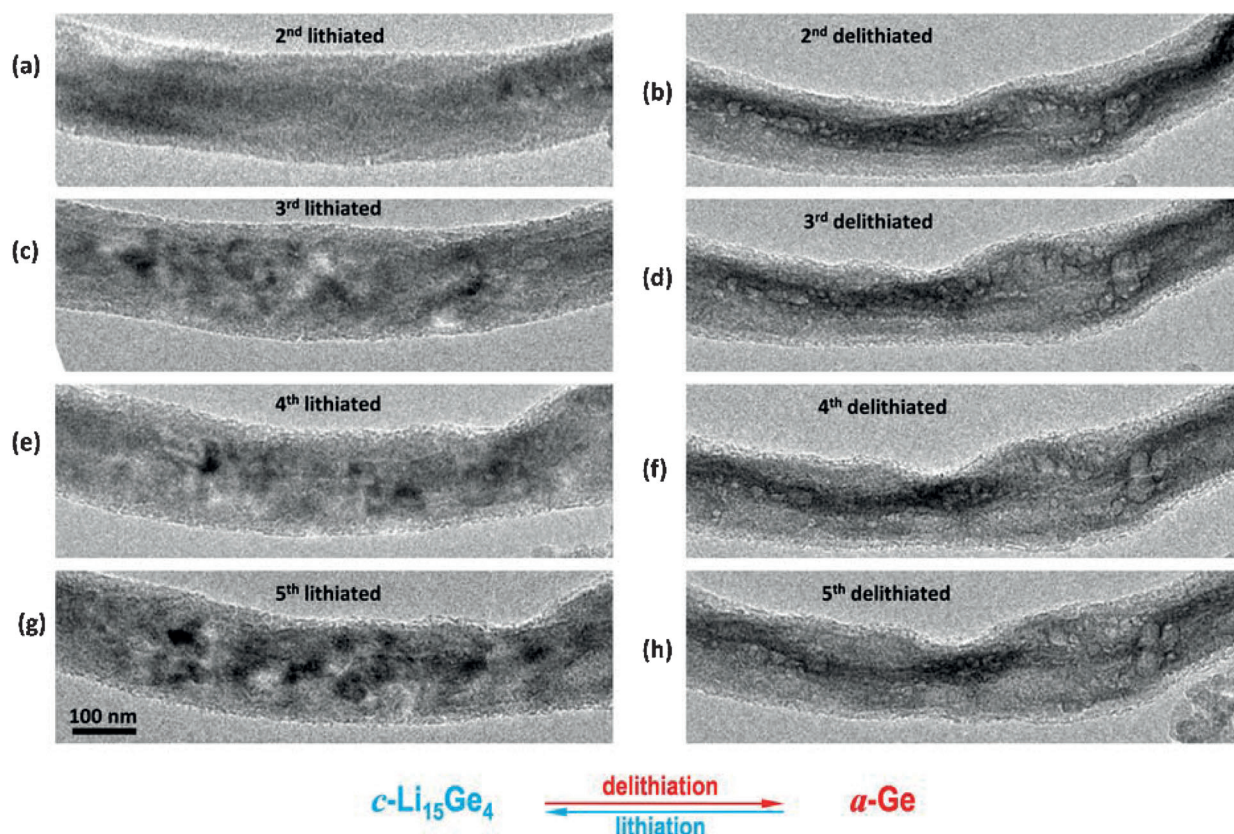 2nd lithiated
2nd delithiated
(a)
(b)
3rd lithiated
3rd delithiated
(c)
(d)
4th lithiated
4th delithiated
(e)
(f)
5th lithiated
5th delithiated
(g)
(h)
100 nm
c-Li15Ge4
delithiation
lithiation
a-Ge